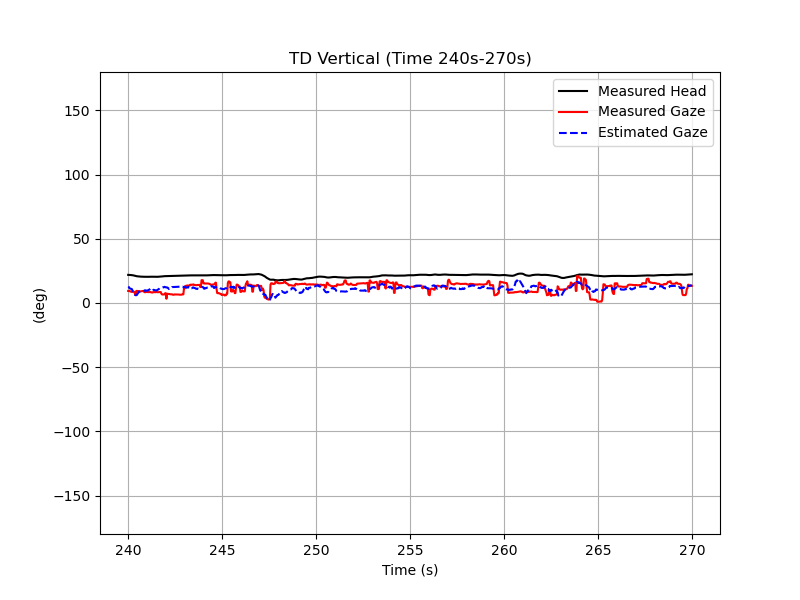 TD Vertical (Time 240s-270s)
Measured Head
Measured Gaze
Estimated Gaze
150
100
50
0
−50
−100
−150
(deg)
240 245 250 255 260 265 270
Time (s)